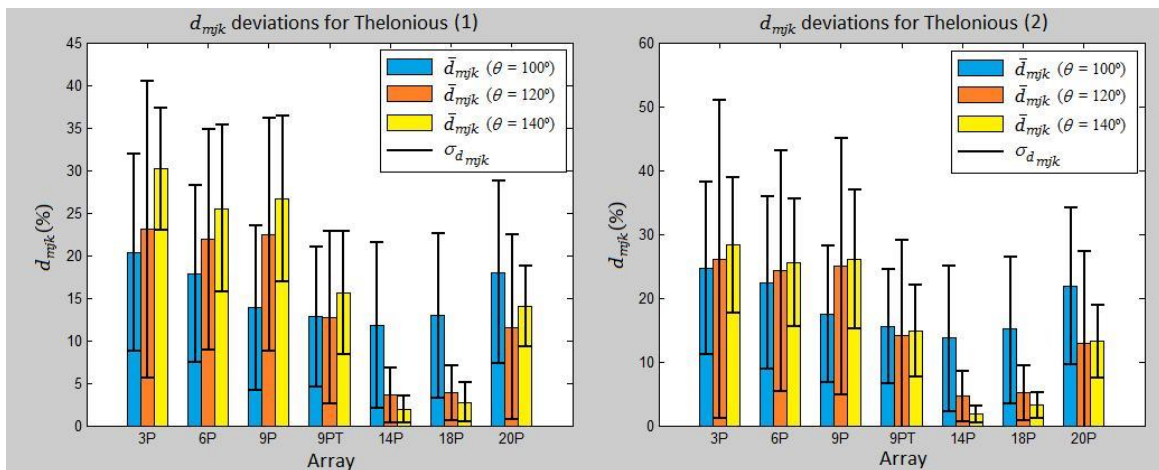 d̄_mjk deviations for Thelonious (1)
45
40
35
30
25
20
15
10
5
0
d_mjk(%)
d̄_mjk (θ = 100º)
d̄_mjk (θ = 120º)
d̄_mjk (θ = 140º)
σ_d_mjk
3P 6P 9P 9PT 14P 18P 20P
Array
d_mjk deviations for Thelonious (2)
60
50
40
30
20
10
0
d_mjk(%)
d̄_mjk (θ = 100º)
d̄_mjk (θ = 120º)
d̄_mjk (θ = 140º)
σ_d_mjk
3P 6P 9P 9PT 14P 18P 20P
Array